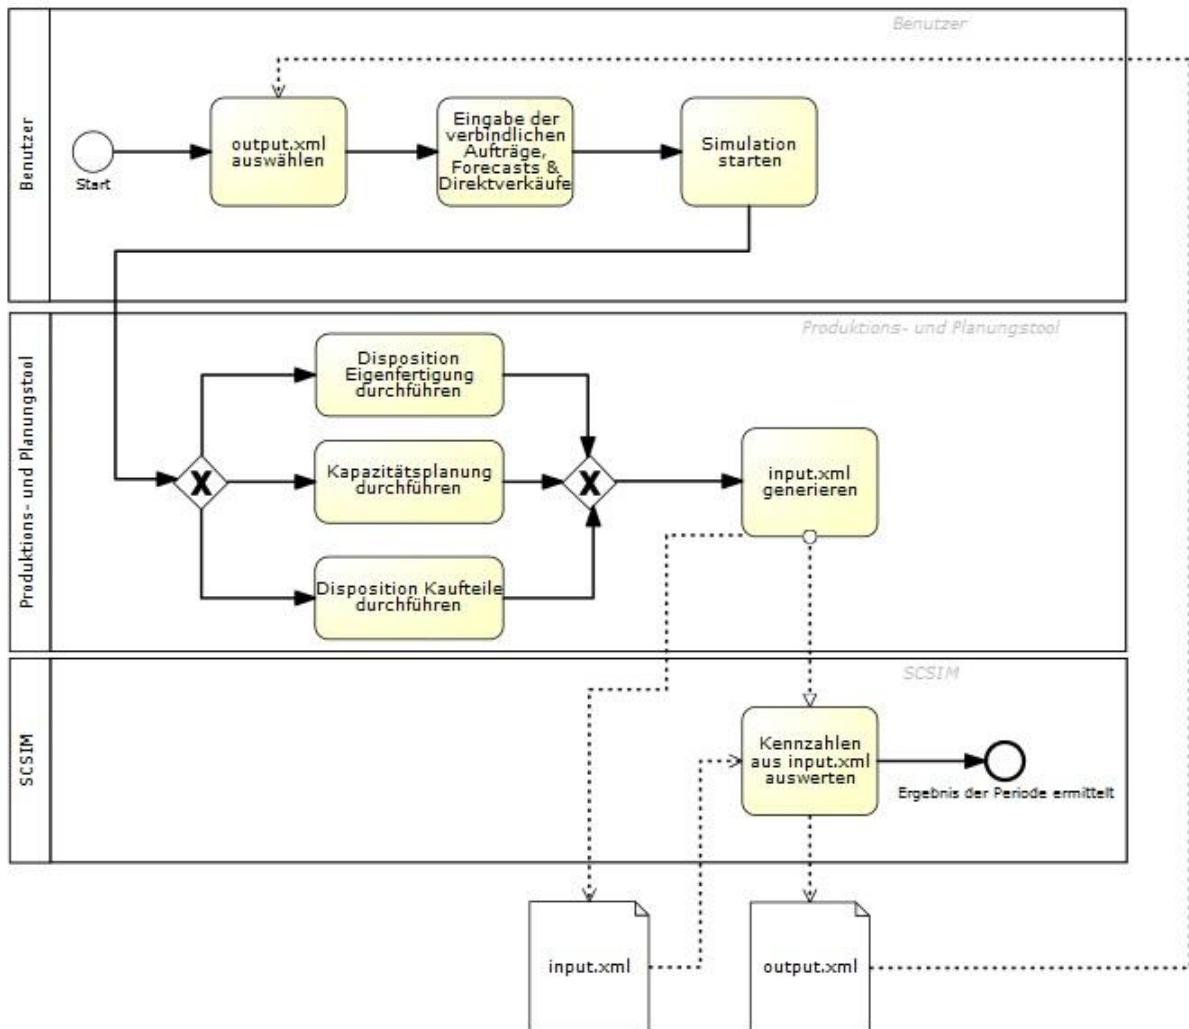 Benutzer
Benutzer
Start
output.xml
auswählen
Eingabe der
verbindlichen
Aufträge,
Forecasts &
Direktverkäufe
Simulation
starten
Produktions- und Planungstool
Produktions- und Planungstool
Disposition
Eigenfertigung
durchführen
Kapazitätsplanung
durchführen
Disposition Kaufteile
durchführen
X
X
input.xml
generieren
SCSIM
SCSIM
Kennzahlen
aus input.xml
auswerten
Ergebnis der Periode ermittelt
input.xml
output.xml